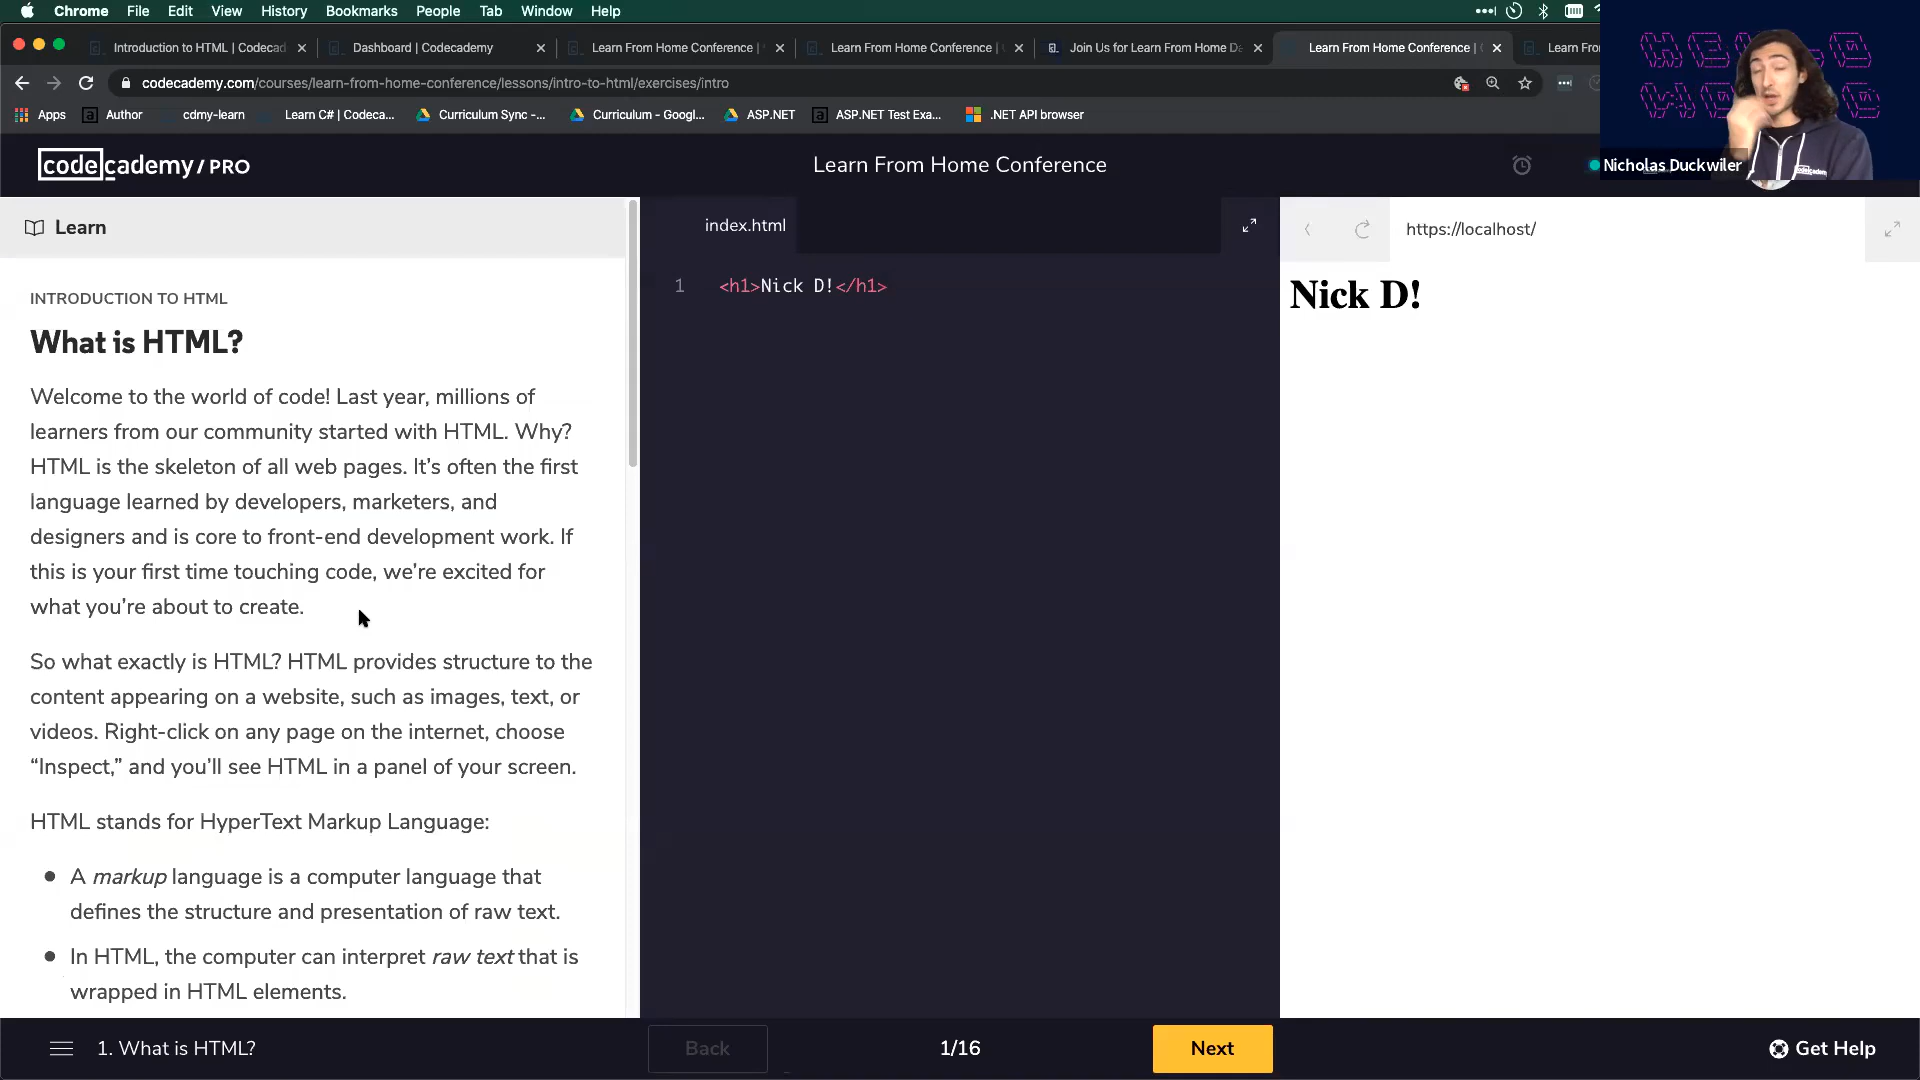 Chrome File Edit View History Bookmarks People Tab Window Help
Introduction to HTML | Codecad
Dashboard | Codecademy
Learn From Home Conference |
Learn From Home Conference |
Join Us for Learn From Home Da
Learn From Home Conference |
Learn Fro
codecademy.com/courses/learn-from-home-conference/lessons/intro-to-html/exercises/intro
Apps Author cdmy-learn Learn C# | Codeca... Curriculum Sync -... Curriculum - Googl... ASP.NET ASP.NET Test Exa... .NET API browser
codecademy / PRO
Learn From Home Conference
Nicholas Duckwiler
Learn
index.html
https://localhost/
INTRODUCTION TO HTML
What is HTML?
Welcome to the world of code! Last year, millions of
learners from our community started with HTML. Why?
HTML is the skeleton of all web pages. It’s often the first
language learned by developers, marketers, and
designers and is core to front-end development work. If
this is your first time touching code, we’re excited for
what you’re about to create.
So what exactly is HTML? HTML provides structure to the
content appearing on a website, such as images, text, or
videos. Right-click on any page on the internet, choose
“Inspect,” and you’ll see HTML in a panel of your screen.
HTML stands for HyperText Markup Language:
A markup language is a computer language that
defines the structure and presentation of raw text.
In HTML, the computer can interpret raw text that is
wrapped in HTML elements.
1 <h1>Nick D!</h1>
Nick D!
1. What is HTML?
Back
1/16
Next
Get Help